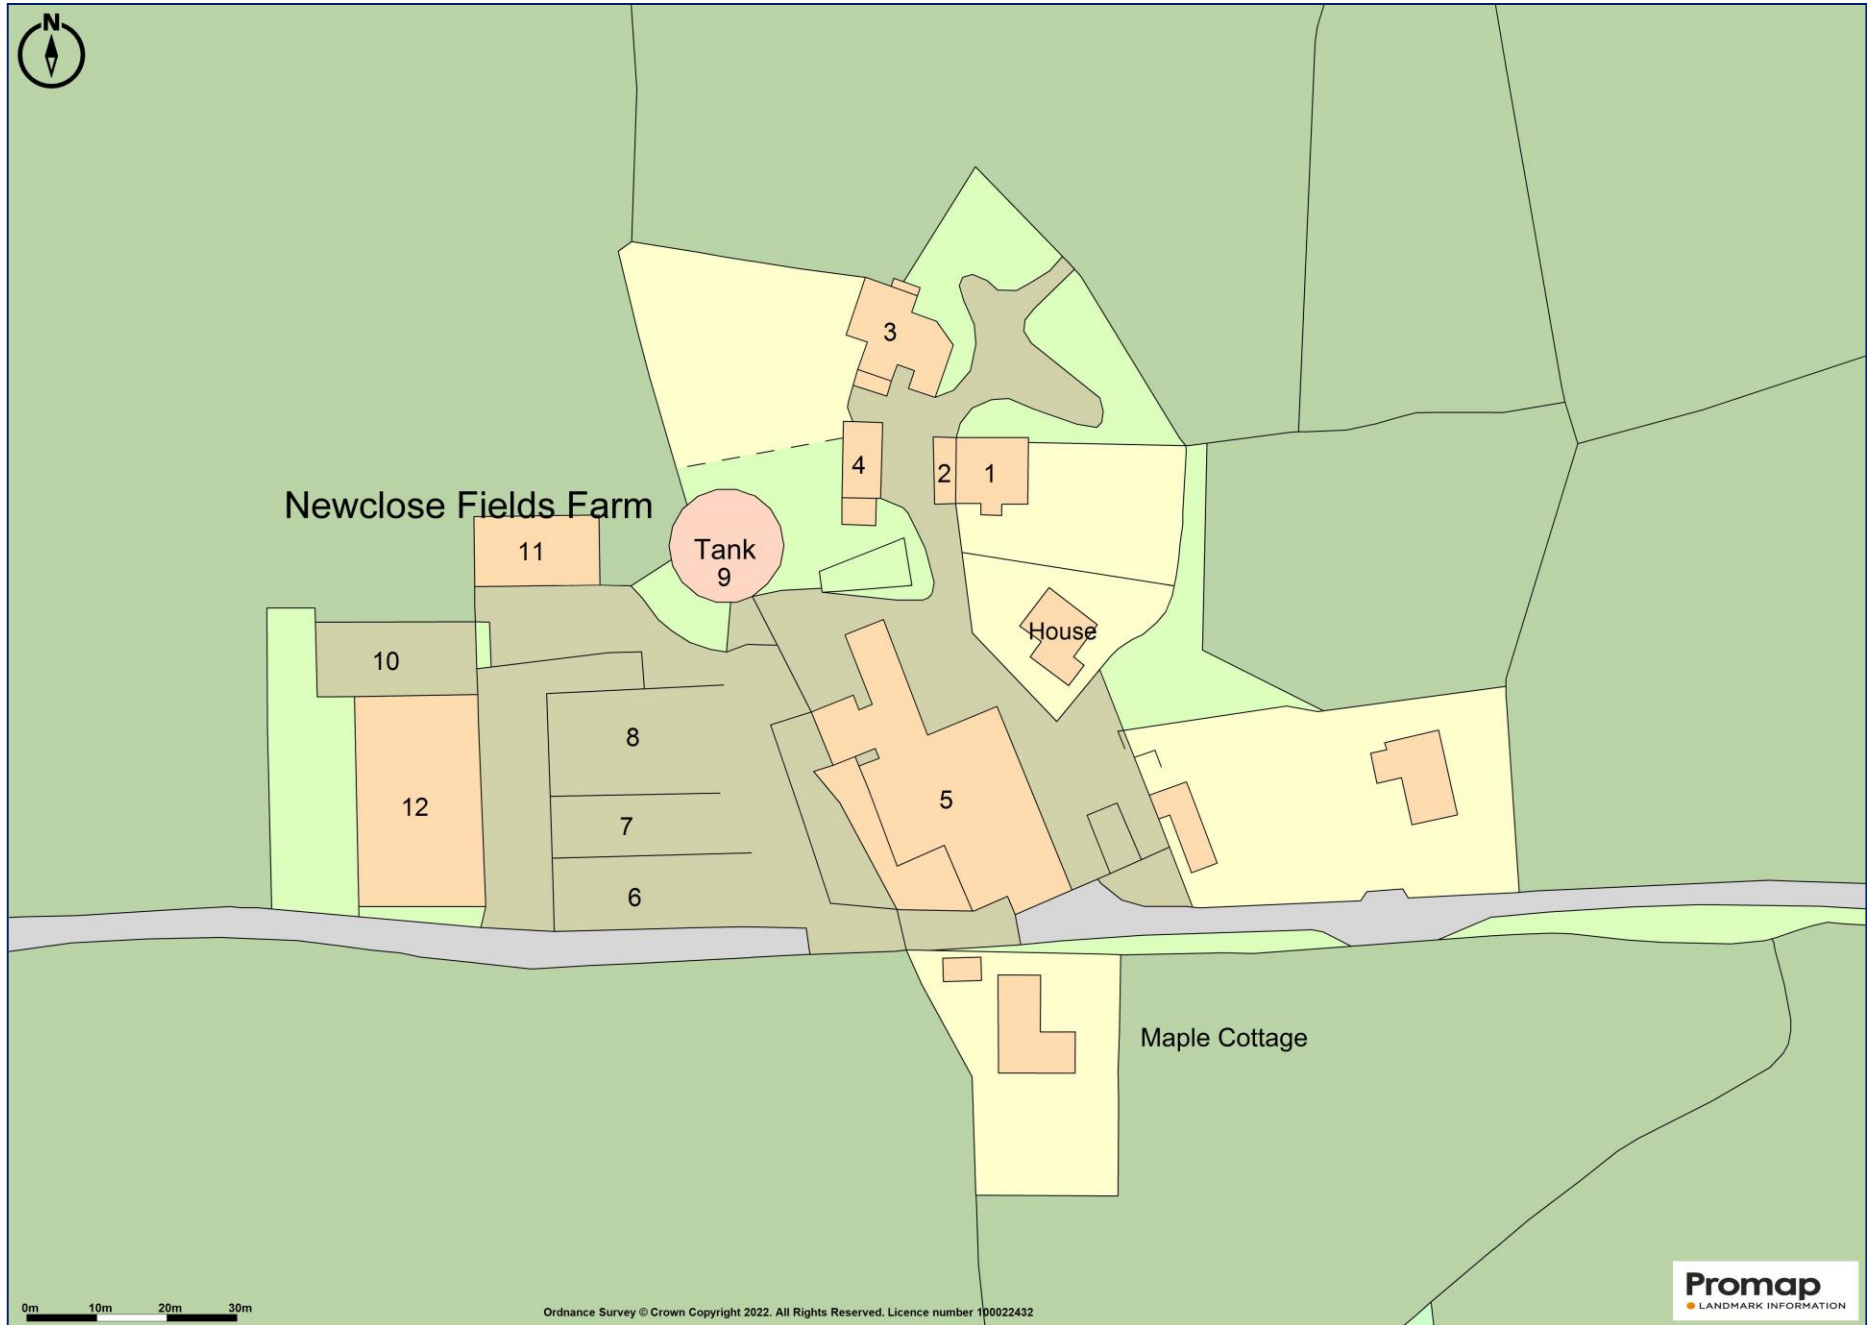 N
3
4
2
1
Newclose Fields Farm
11
Tank
9
House
10
8
5
12
7
6
Maple Cottage
0m 10m 20m 30m
Ordnance Survey © Crown Copyright 2022. All Rights Reserved. Licence number 100022432
Promap
LANDMARK INFORMATION